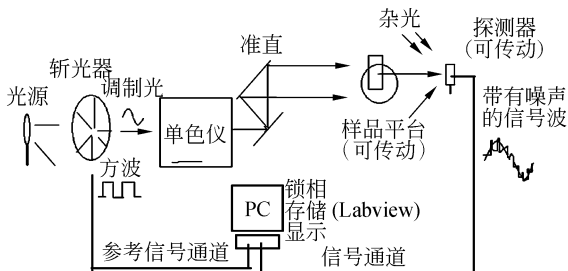 光源
斩光器
调制光
方波
单色仪
准直
杂光
样品平台
(可传动)
探测器
(可传动)
带有噪声
的信号波
PC
锁相
存储 (Labview)
显示
参考信号通道
信号通道